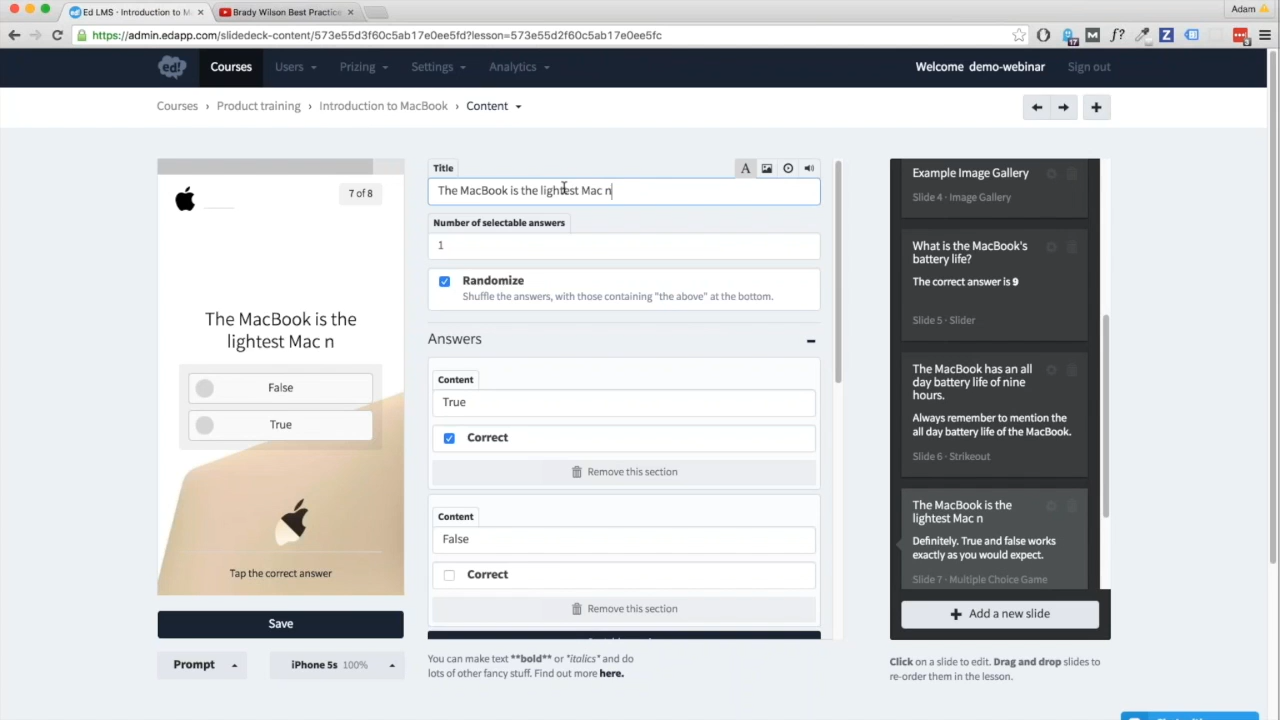 Ed LMS - Introduction to M
Brady Wilson Best Practice
Adam
https://admin.edapp.com/slidedeck-content/573e55d3f60c5ab17e0ee5fd?lesson=573e55d3f60c5ab17e0ee5fc
ed!
Courses
Users
Prizing
Settings
Analytics
Welcome demo-webinar
Sign out
Courses › Product training › Introduction to MacBook › Content
7 of 8
The MacBook is the
lightest Mac n
False
True
Tap the correct answer
Save
Prompt
iPhone 5s 100%
Title
The MacBook is the lightest Mac n
Number of selectable answers
1
Randomize
Shuffle the answers, with those containing "the above" at the bottom.
Answers
Content
True
Correct
Remove this section
Content
False
Correct
Remove this section
You can make text **bold** or *italics* and do
lots of other fancy stuff. Find out more here.
Example Image Gallery
Slide 4 · Image Gallery
What is the MacBook's
battery life?
The correct answer is 9
Slide 5 · Slider
The MacBook has an all
day battery life of nine
hours.
Always remember to mention the
all day battery life of the MacBook.
Slide 6 · Strikeout
The MacBook is the
lightest Mac n
Definitely. True and false works
exactly as you would expect.
Slide 7 · Multiple Choice Game
Add a new slide
Click on a slide to edit. Drag and drop slides to
re-order them in the lesson.